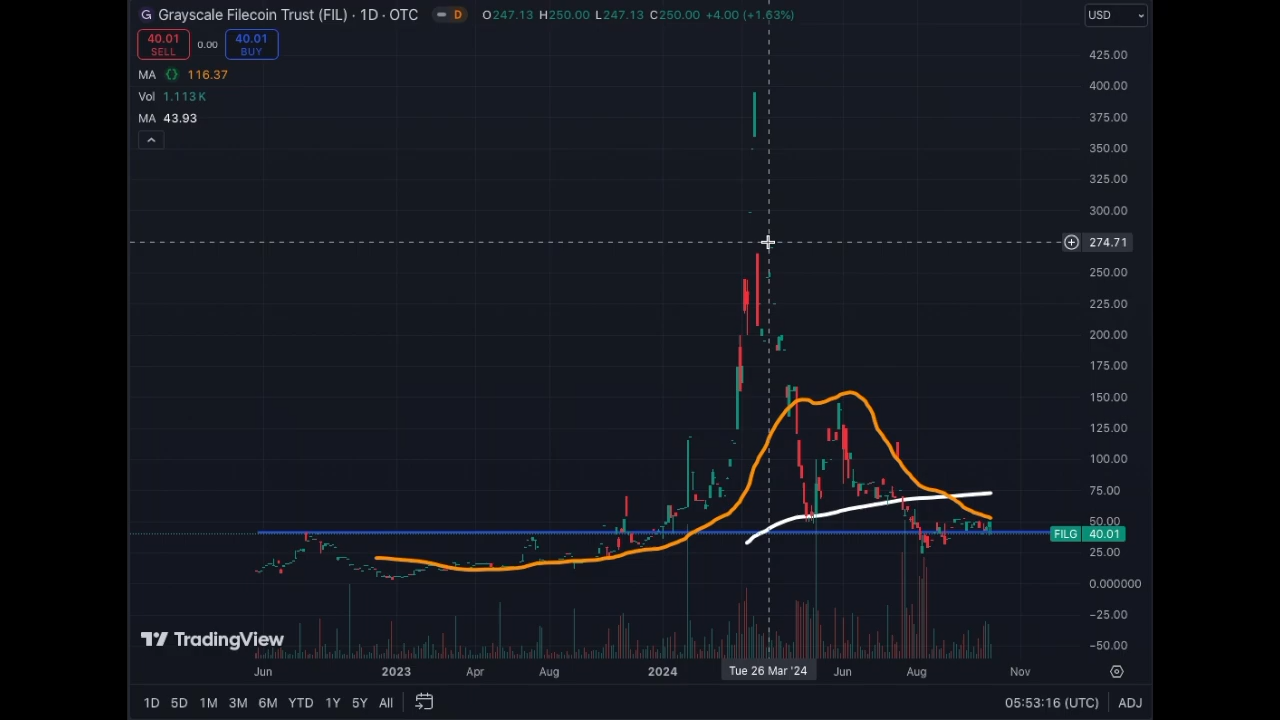 G Grayscale Filecoin Trust (FIL) · 1D · OTC D O247.13 H250.00 L247.13 C250.00 +4.00 (+1.63%) USD
40.01 SELL 0.00 40.01 BUY
MA 116.37
Vol 1.113 K
MA 43.93
425.00
400.00
375.00
350.00
325.00
300.00
274.71
250.00
225.00
200.00
175.00
150.00
125.00
100.00
75.00
50.00
FILG 40.01
25.00
0.000000
−25.00
−50.00
TradingView
Jun 2023 Apr Aug 2024 Tue 26 Mar '24 Jun Aug Nov
1D 5D 1M 3M 6M YTD 1Y 5Y All 05:53:16 (UTC) ADJ